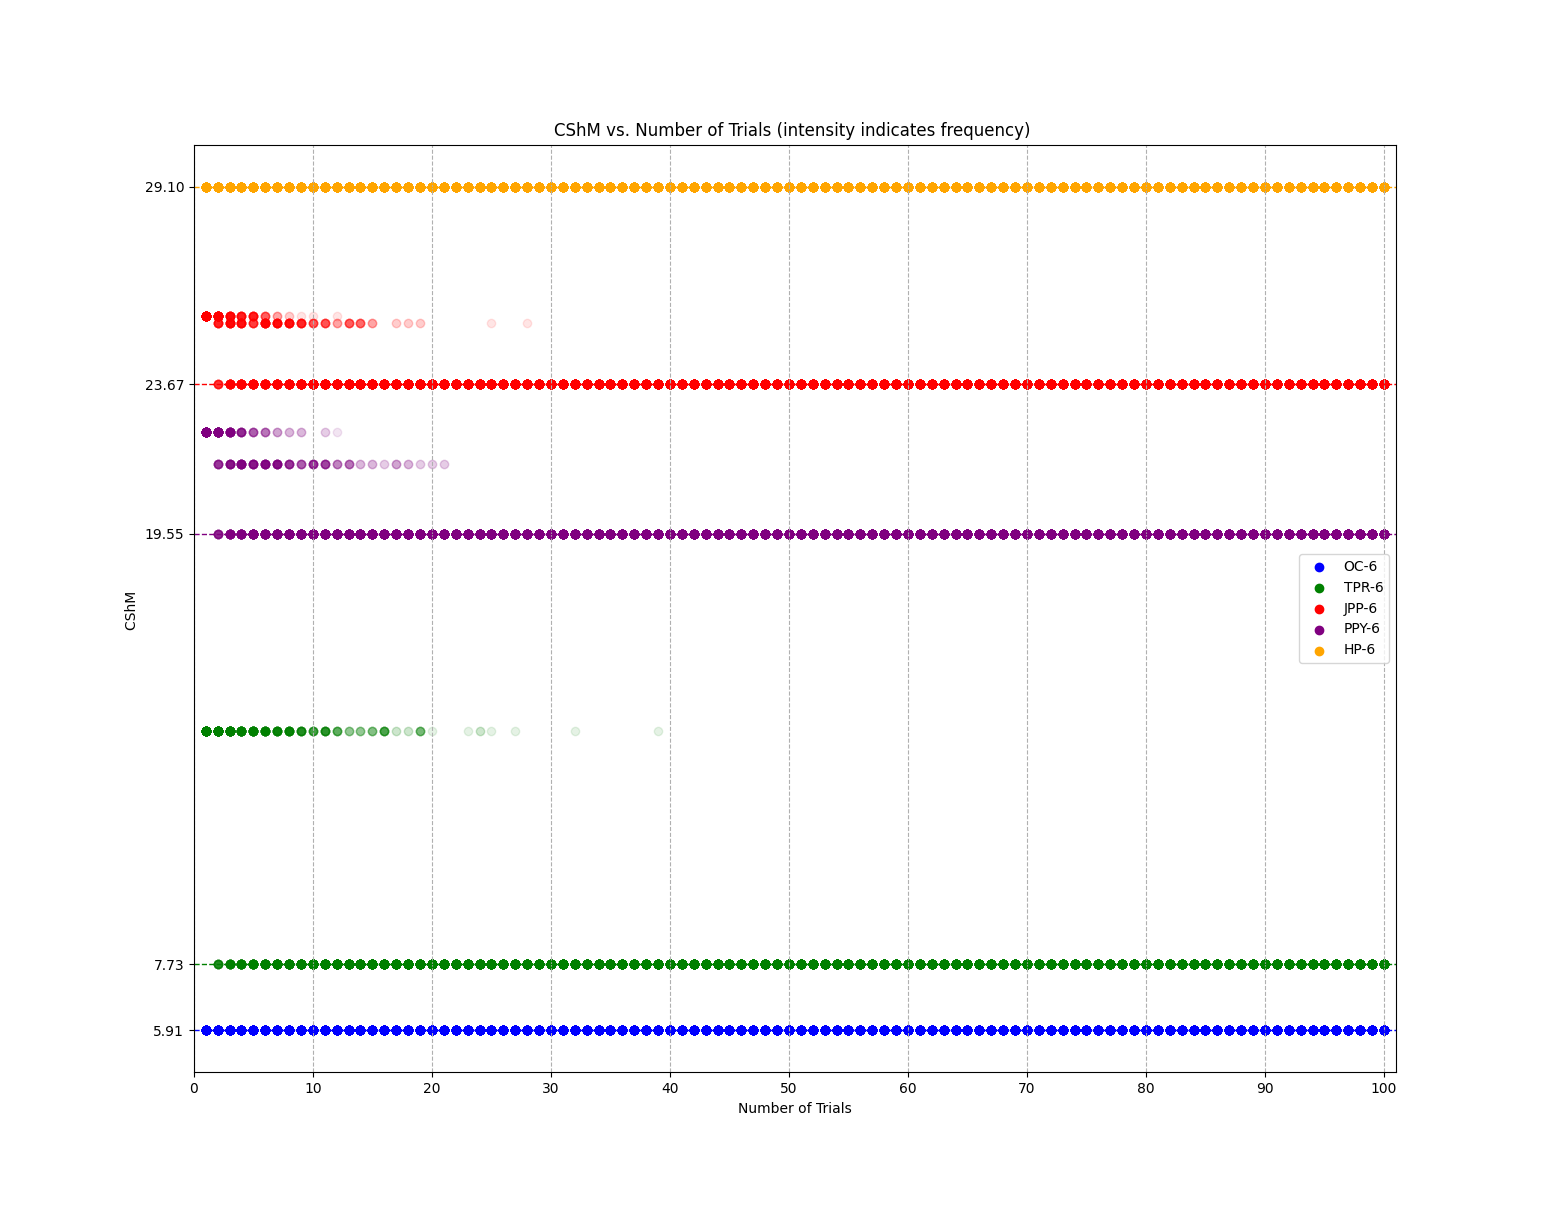 CShM vs. Number of Trials (intensity indicates frequency)
29.10
23.67
19.55
7.73
5.91
CShM
OC-6
TPR-6
JPP-6
PPY-6
HP-6
0 10 20 30 40 50 60 70 80 90 100
Number of Trials